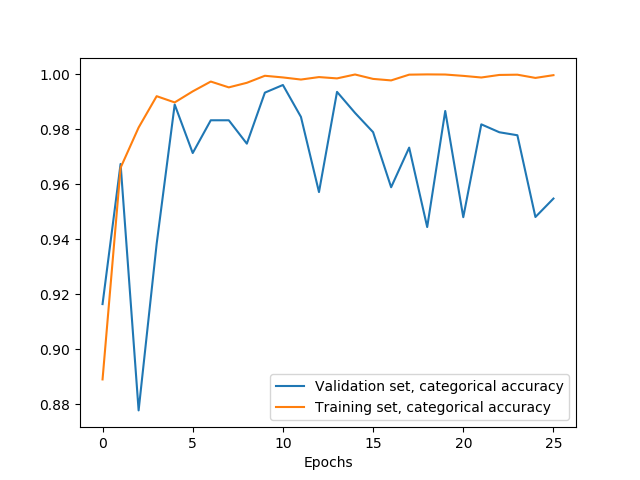 1.00
0.98
0.96
0.94
0.92
0.90
0.88
Validation set, categorical accuracy
Training set, categorical accuracy
0 5 10 15 20 25
Epochs